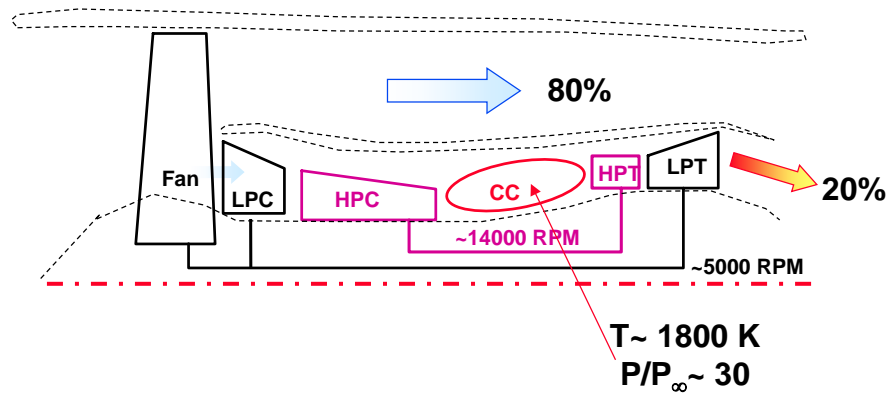 80%
Fan
LPC
HPC
CC
HPT
LPT
20%
~14000 RPM
~5000 RPM
T~ 1800 K
P/P∞~ 30